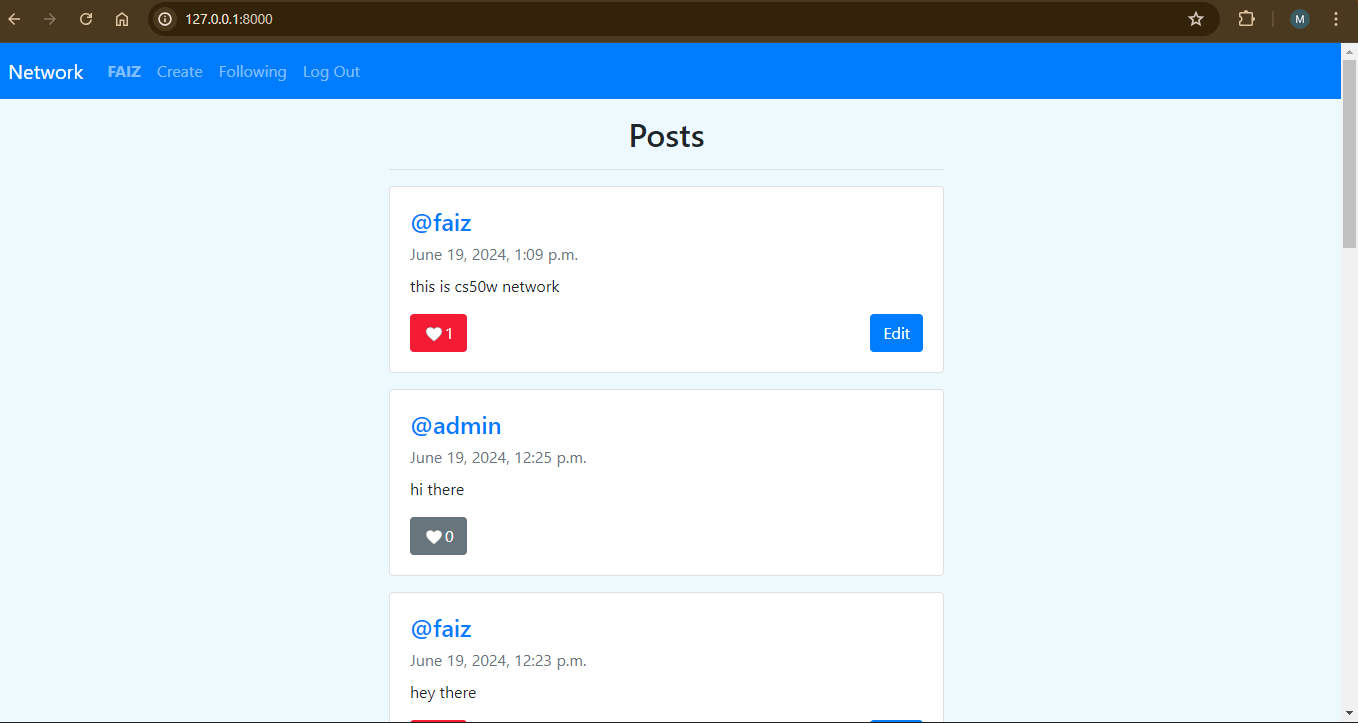 127.0.0.1:8000
M
Network FAIZ Create Following Log Out
Posts
@faiz
June 19, 2024, 1:09 p.m.
this is cs50w network
1 Edit
@admin
June 19, 2024, 12:25 p.m.
hi there
0
@faiz
June 19, 2024, 12:23 p.m.
hey there